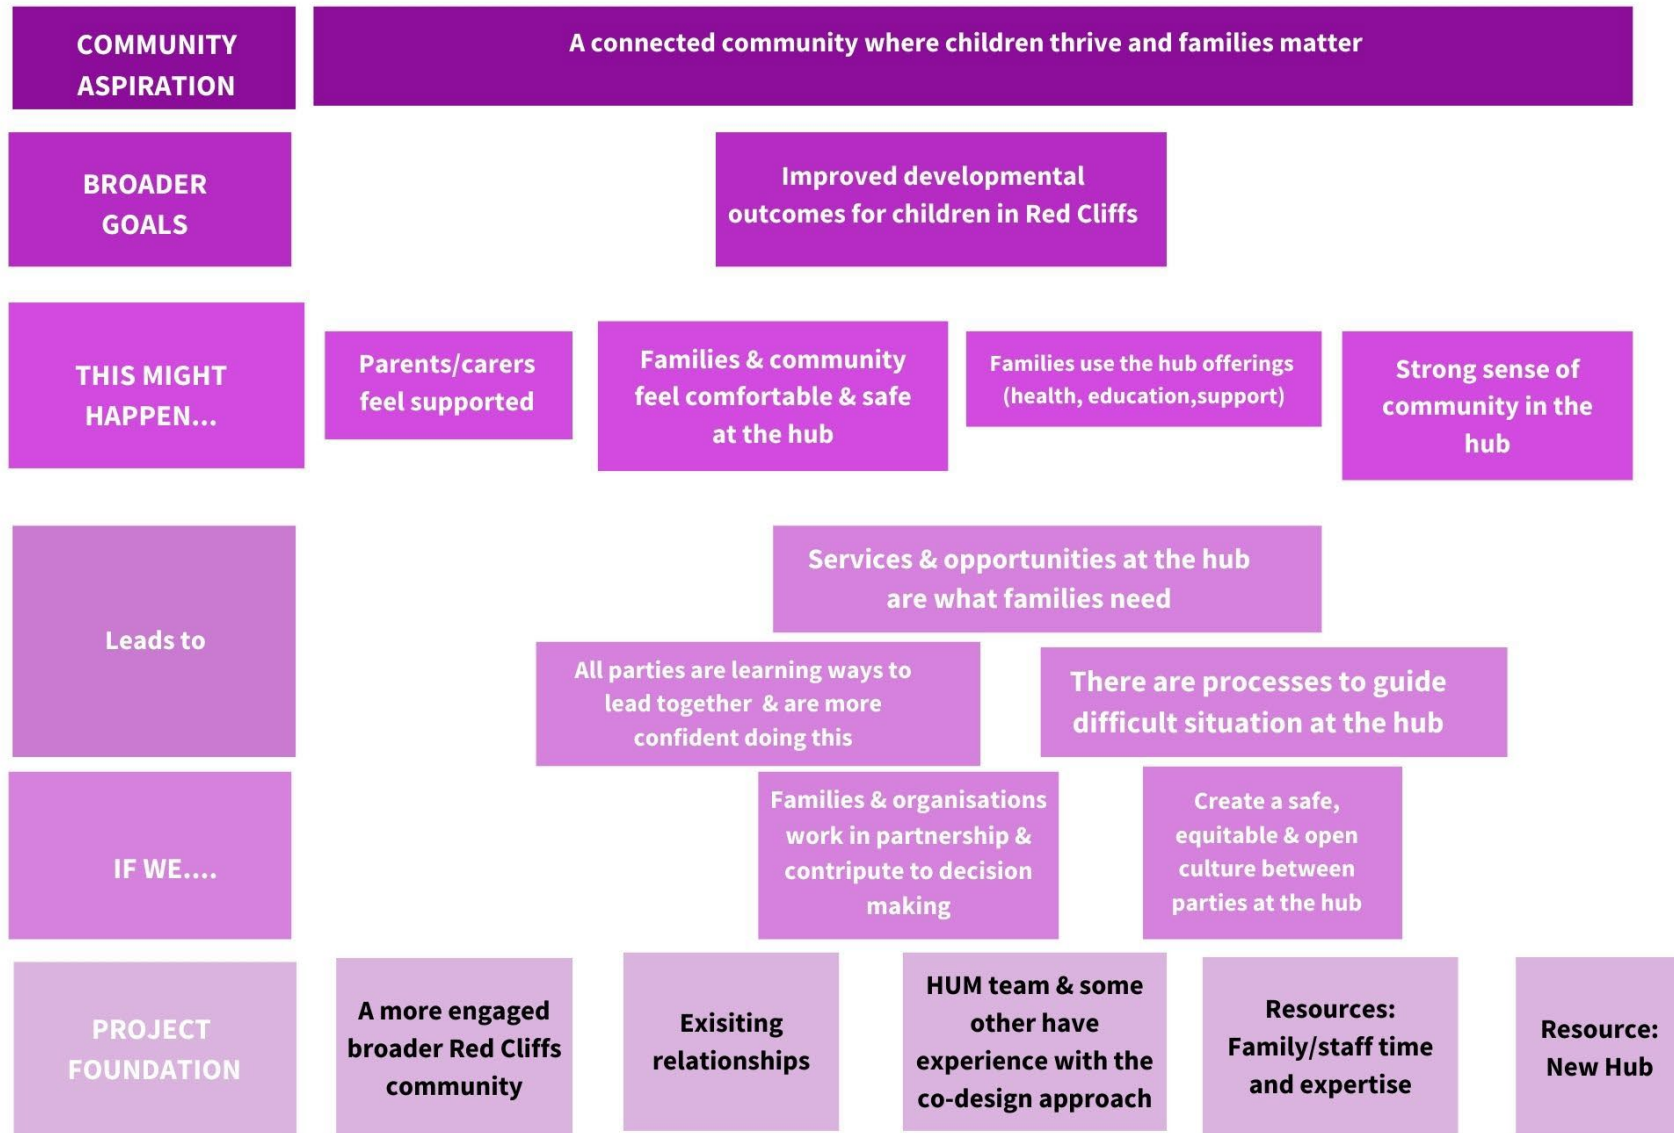 COMMUNITY
ASPIRATION
A connected community where children thrive and families matter
BROADER
GOALS
Improved developmental
outcomes for children in Red Cliffs
THIS MIGHT
HAPPEN...
Parents/carers
feel supported
Families & community
feel comfortable & safe
at the hub
Families use the hub offerings
(health, education,support)
Strong sense of
community in the
hub
Leads to
Services & opportunities at the hub
are what families need
All parties are learning ways to
lead together & are more
confident doing this
There are processes to guide
difficult situation at the hub
IF WE....
Families & organisations
work in partnership &
contripute to decision
making
Create a safe,
equitable & open
culture between
parties at the hub
PROJECT
FOUNDATION
A more engaged
broader Red Cliffs
community
Exisiting
relationships
HUM team & some
other have
experience with the
co-design approach
Resources:
Family/staff time
and expertise
Resource:
New Hub